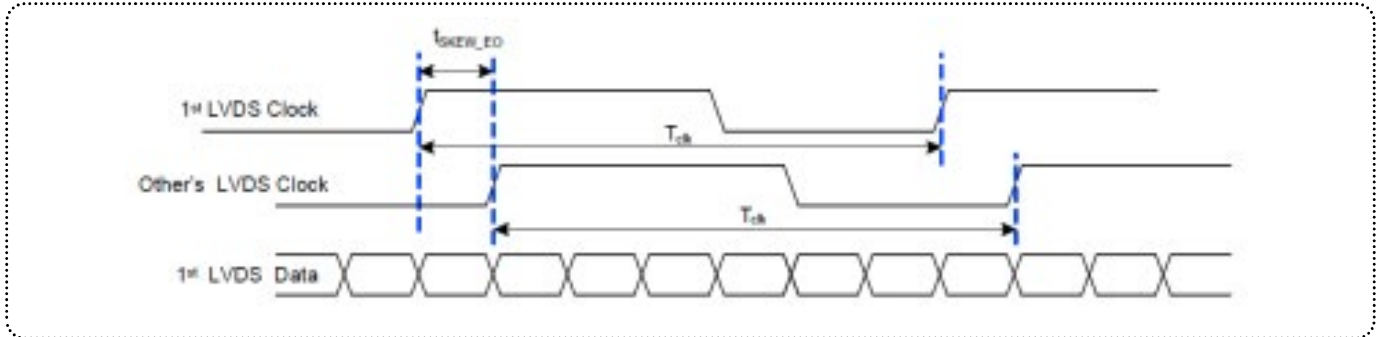 tSKEW_EO
1st LVDS Clock
Tclk
Other's LVDS Clock
Tclk
1st LVDS Data